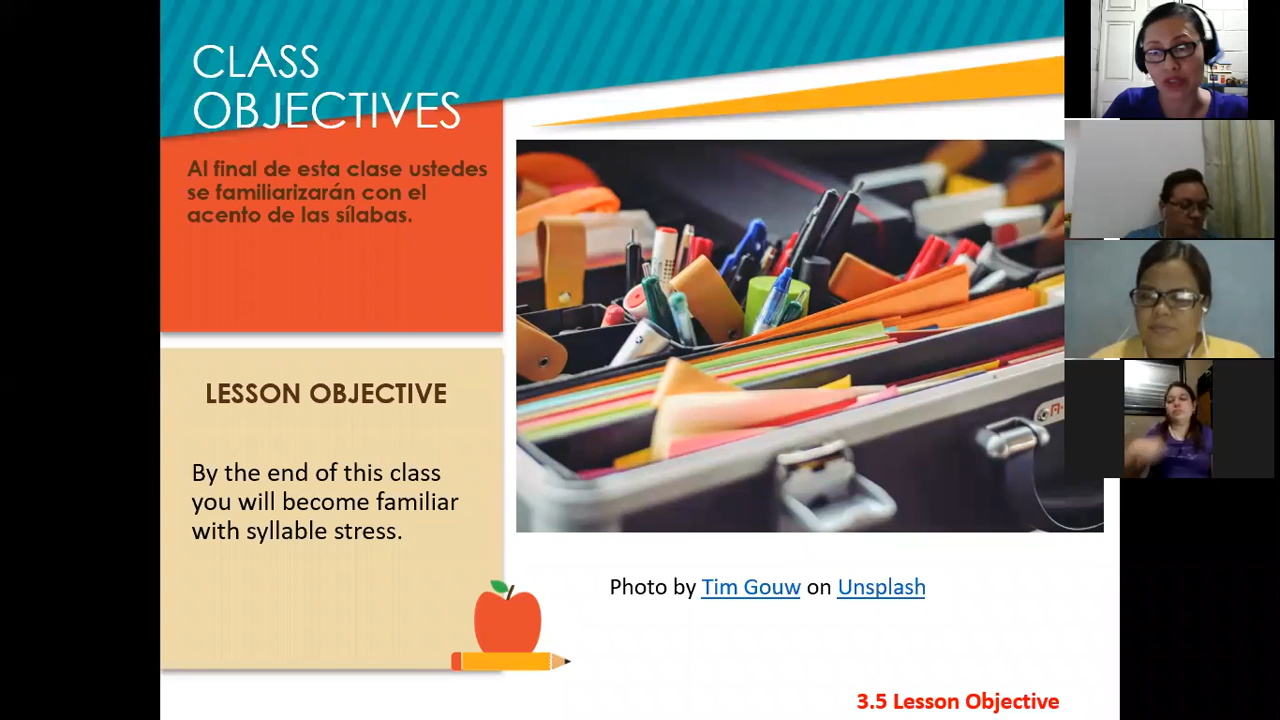 CLASS
OBJECTIVES
Al final de esta clase ustedes
se familiarizarán con el
acento de las sílabas.
LESSON OBJECTIVE
By the end of this class
you will become familiar
with syllable stress.
Photo by Tim Gouw on Unsplash
3.5 Lesson Objective